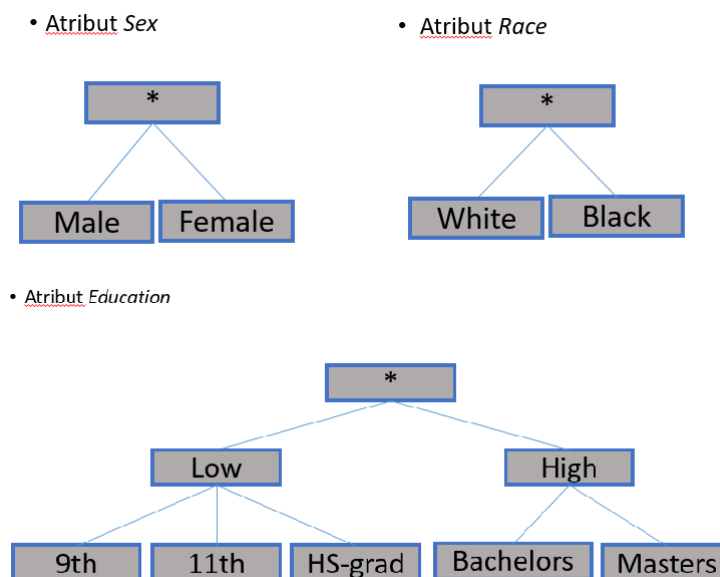 • Atribut Sex
• Atribut Race
*
*
Male Female
White Black
• Atribut Education
*
Low High
9th 11th HS-grad Bachelors Masters